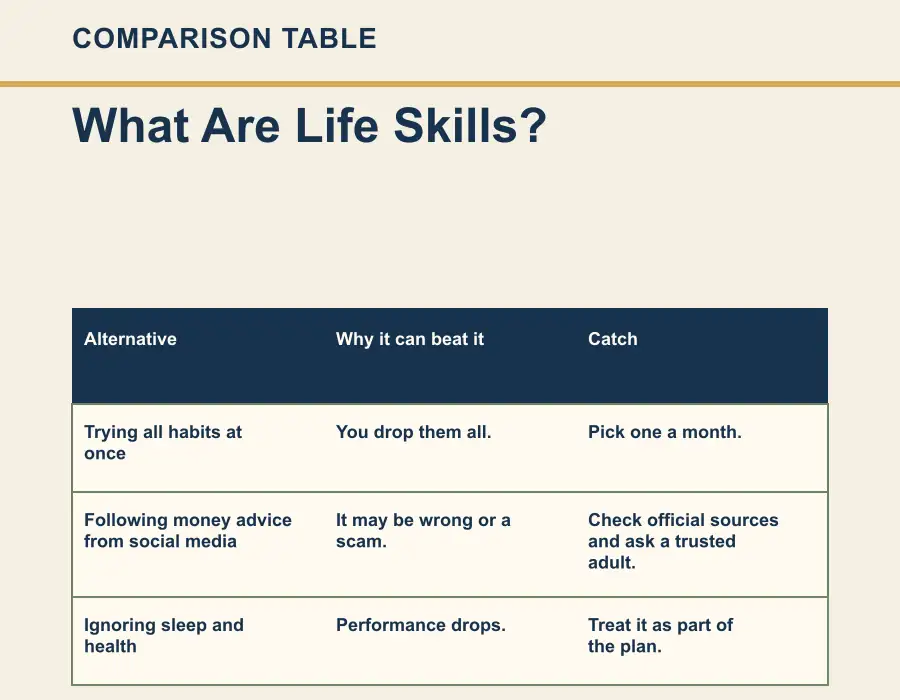 COMPARISON TABLE
What Are Life Skills?
Alternative
Why it can beat it
Catch
Trying all habits at
once
You drop them all.
Pick one a month.
Following money advice
from social media
It may be wrong or a
scam.
Check official sources
and ask a trusted
adult.
Ignoring sleep and
health
Performance drops.
Treat it as part of
the plan.